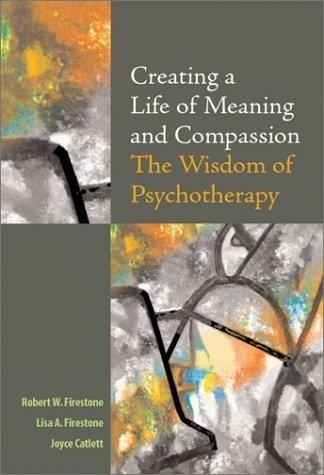 Creating a
Life of Meaning
and Compassion
The Wisdom of
Psychotherapy
Robert W. Firestone
Lisa A. Firestone
Joyce Catlett